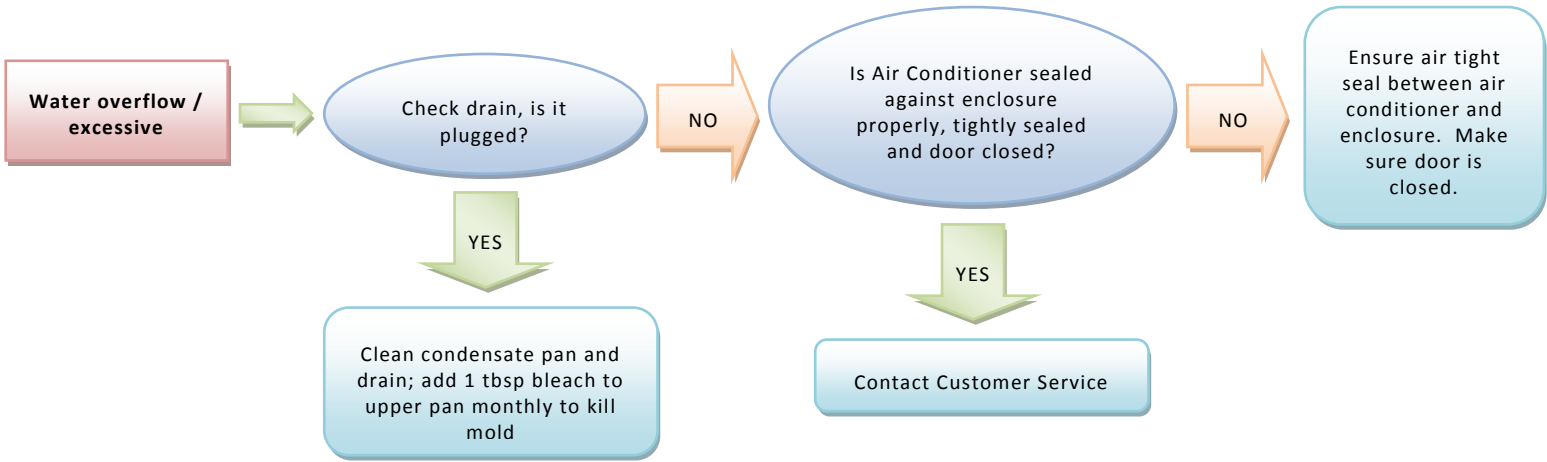 Water overflow /
excessive
Check drain, is it
plugged?
NO
Is Air Conditioner sealed
against enclosure
properly, tightly sealed
and door closed?
NO
Ensure air tight
seal between air
conditioner and
enclosure. Make
sure door is
closed.
YES
Clean condensate pan and
drain; add 1 tbsp bleach to
upper pan monthly to kill
mold
YES
Contact Customer Service